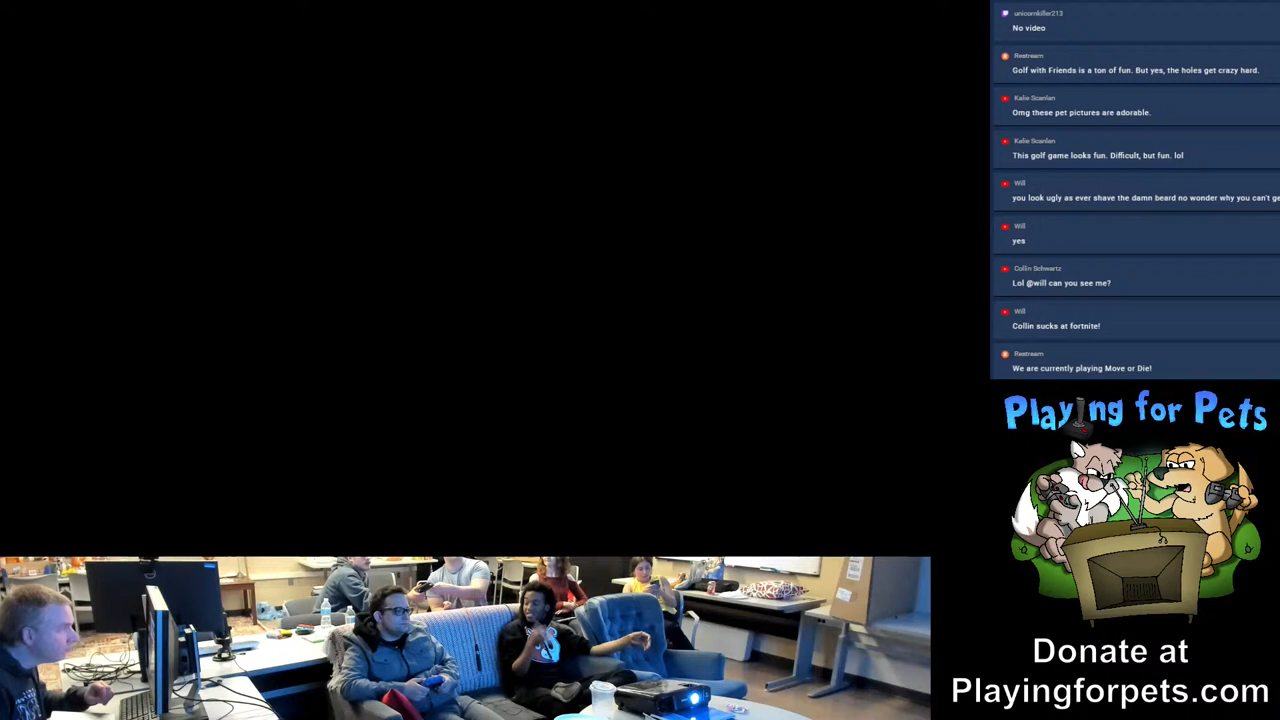 unicornkiller213
No video
Restream
Golf with Friends is a ton of fun. But yes, the holes get crazy hard.
Kalie Scanlan
Omg these pet pictures are adorable.
Kalie Scanlan
This golf game looks fun. Difficult, but fun. lol
Will
you look ugly as ever shave the damn beard no wonder why you can't ge
Will
yes
Collin Schwartz
Lol @will can you see me?
Will
Collin sucks at fortnite!
Restream
We are currently playing Move or Die!
Playing for Pets
Donate at
Playingforpets.com